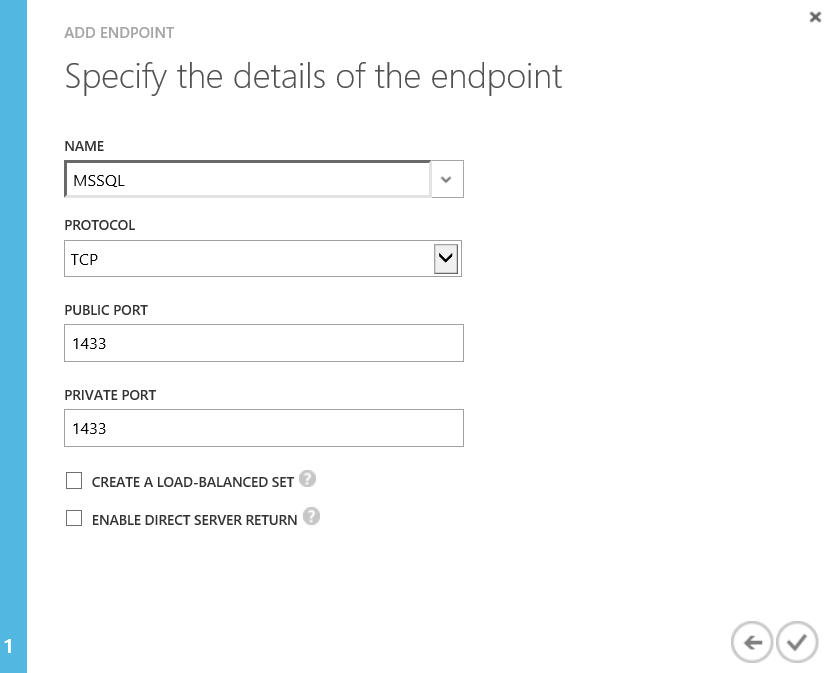 ADD ENDPOINT
Specify the details of the endpoint
NAME
MSSQL
PROTOCOL
TCP
PUBLIC PORT
1433
PRIVATE PORT
1433
CREATE A LOAD-BALANCED SET ?
ENABLE DIRECT SERVER RETURN ?
1